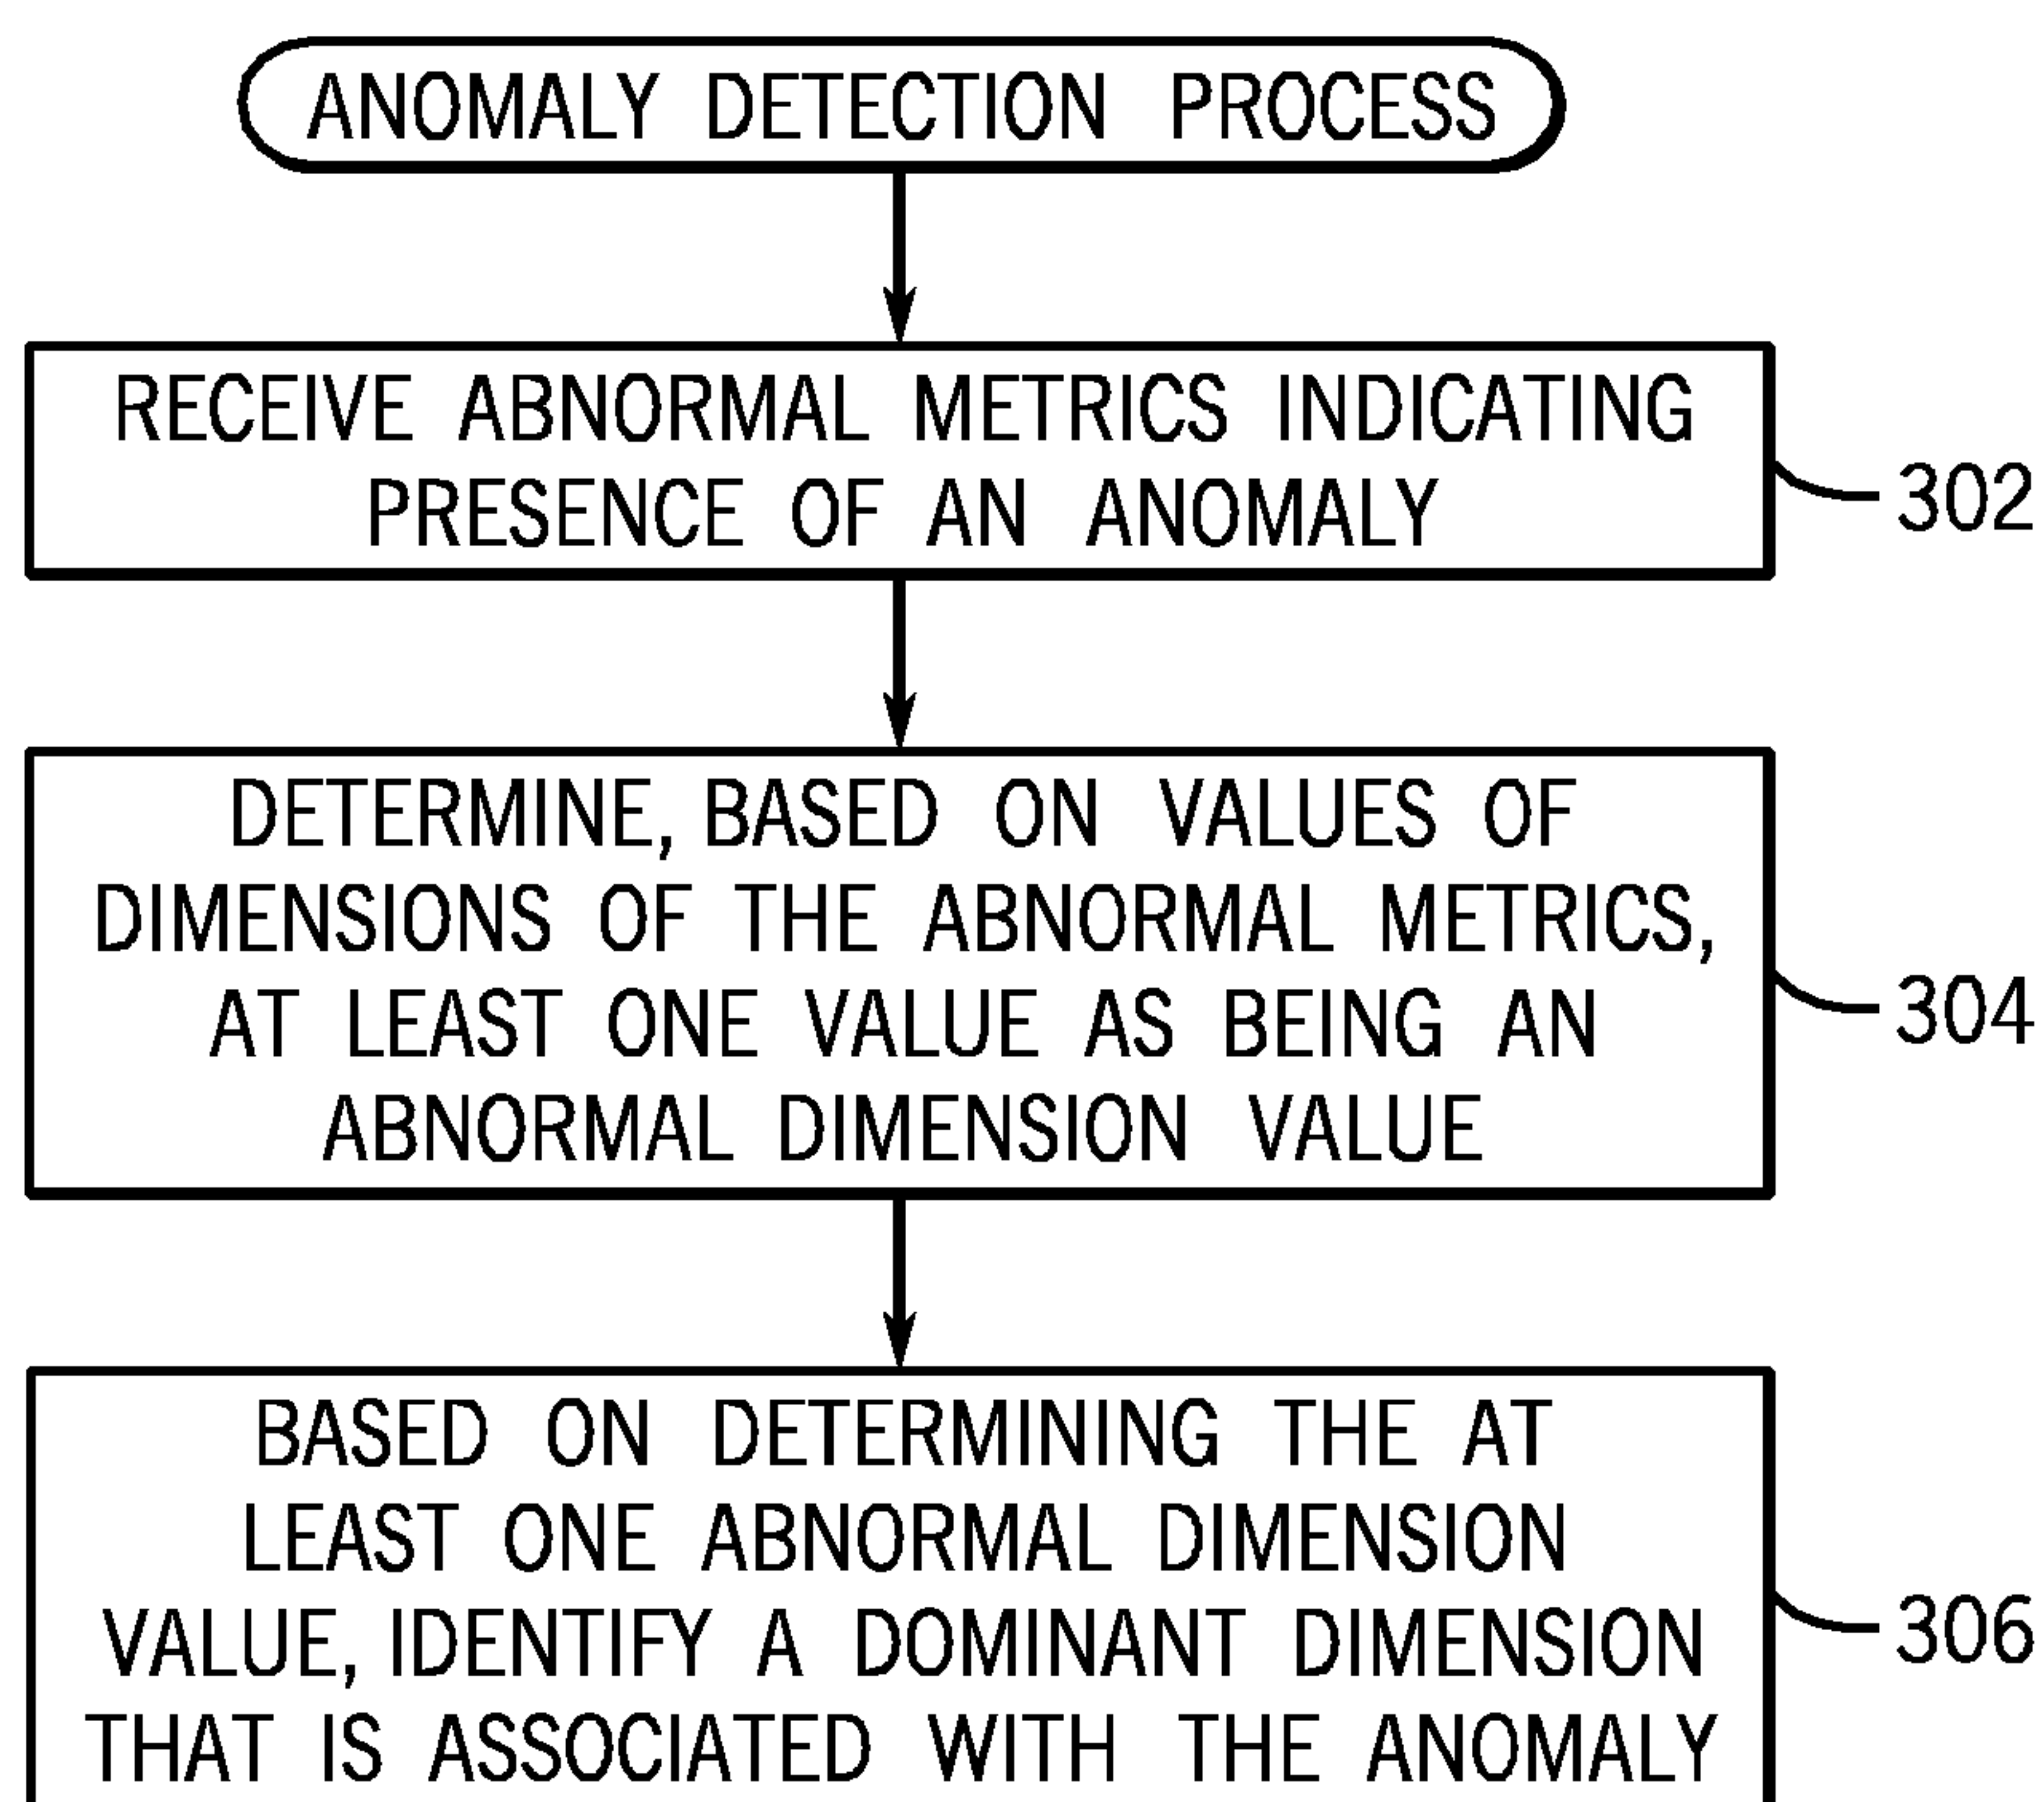 ANOMALY DETECTION PROCESS
RECEIVE ABNORMAL METRICS INDICATING
PRESENCE OF AN ANOMALY
302
DETERMINE, BASED ON VALUES OF
DIMENSIONS OF THE ABNORMAL METRICS,
AT LEAST ONE VALUE AS BEING AN
ABNORMAL DIMENSION VALUE
304
BASED ON DETERMINING THE AT
LEAST ONE ABNORMAL DIMENSION
VALUE, IDENTIFY A DOMINANT DIMENSION
THAT IS ASSOCIATED WITH THE ANOMALY
306